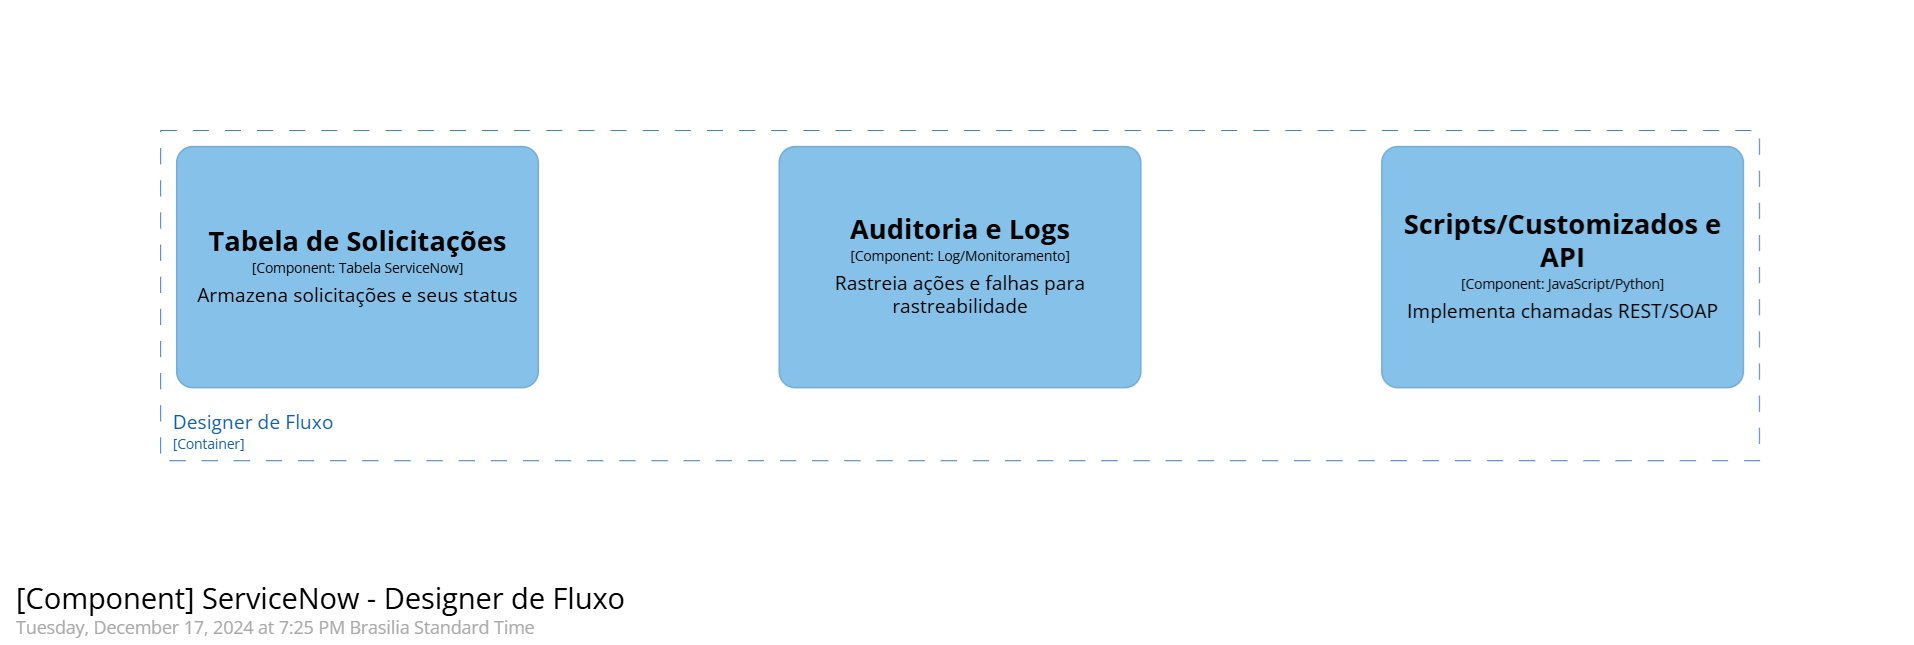 Tabela de Solicitações
[Component: Tabela ServiceNow]
Armazena solicitações e seus status
Auditoria e Logs
[Component: Log/Monitoramento]
Rastreia ações e falhas para
rastreabilidade
Scripts/Customizados e
API
[Component: JavaScript/Python]
Implementa chamadas REST/SOAP
Designer de Fluxo
[Container]
[Component] ServiceNow - Designer de Fluxo
Tuesday, December 17, 2024 at 7:25 PM Brasilia Standard Time